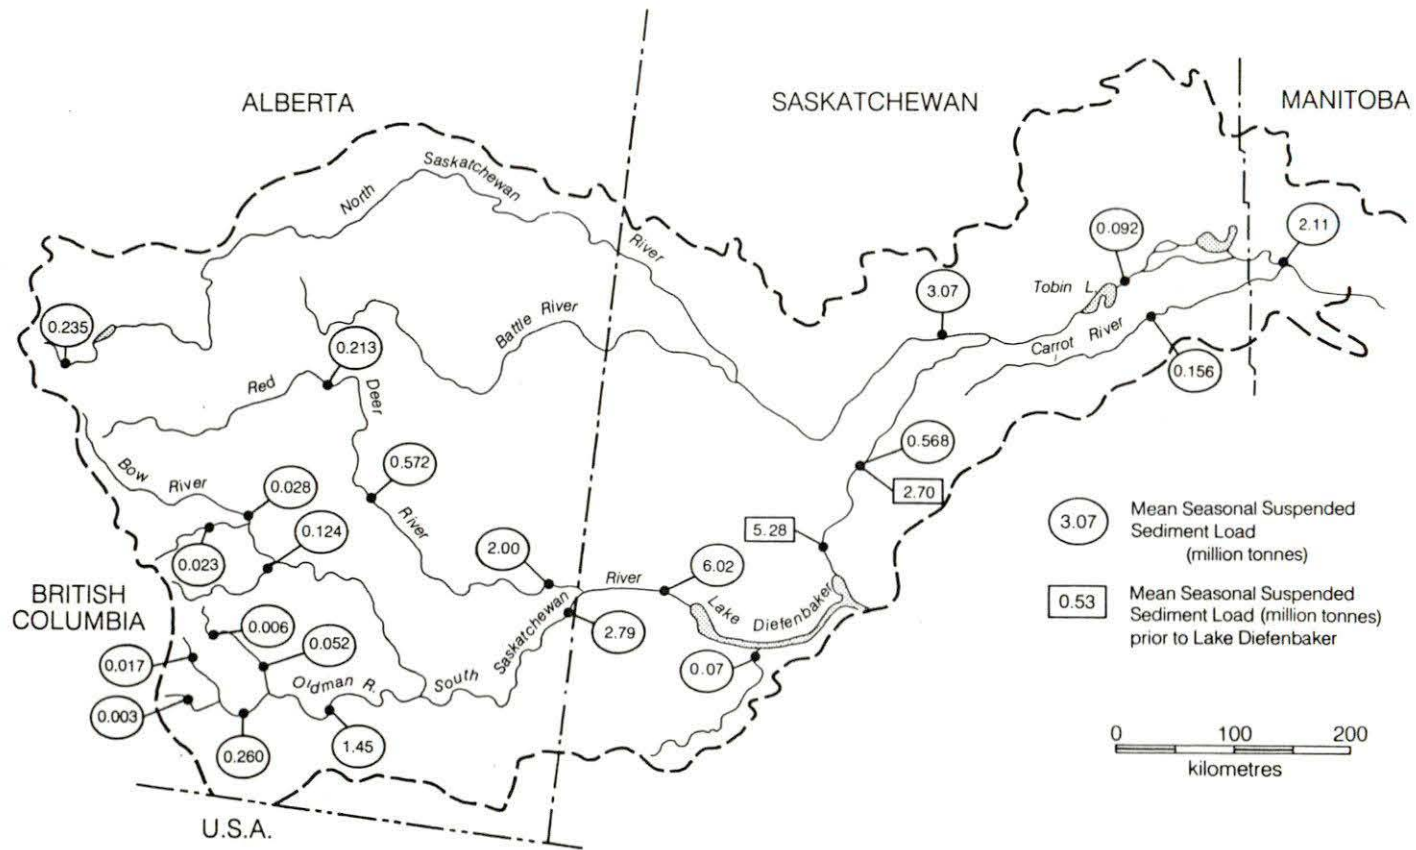 ALBERTA
SASKATCHEWAN
MANITOBA
North
Saskatchewan
River
0.092
2.11
Tobin L.
3.07
0.235
Battle River
Carrot River
0.213
0.156
Red
Deer
River
0.568
2.70
0.572
Bow River
0.028
0.124
0.023
5.28
2.00
River
6.02
Lake Diefenbaker
BRITISH
COLUMBIA
0.006
0.052
2.79
0.07
0.017
Oldman R.
South
Saskatchewan
0.003
0.260
1.45
3.07
Mean Seasonal Suspended
Sediment Load
(million tonnes)
0.53
Mean Seasonal Suspended
Sediment Load (million tonnes)
prior to Lake Diefenbaker
0 100 200
kilometres
U.S.A.